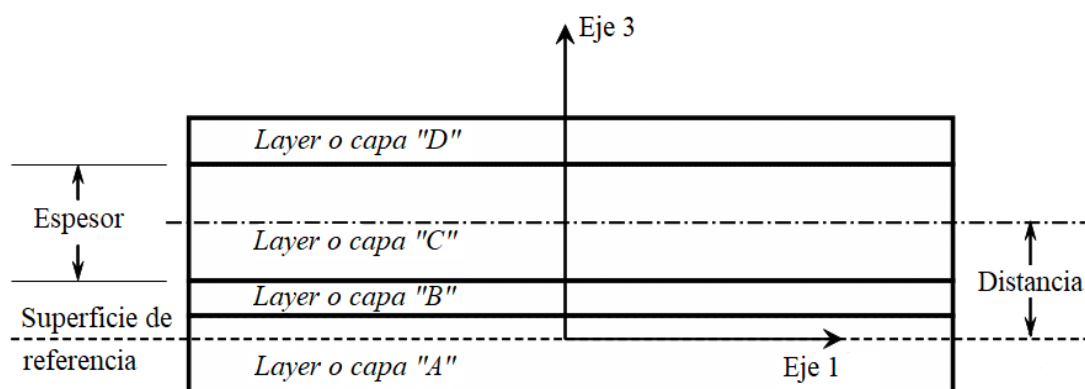 Eje 3
Layer o capa "D"
Espesor
Layer o capa "C"
Distancia
Layer o capa "B"
Superficie de
referencia
Eje 1
Layer o capa "A"